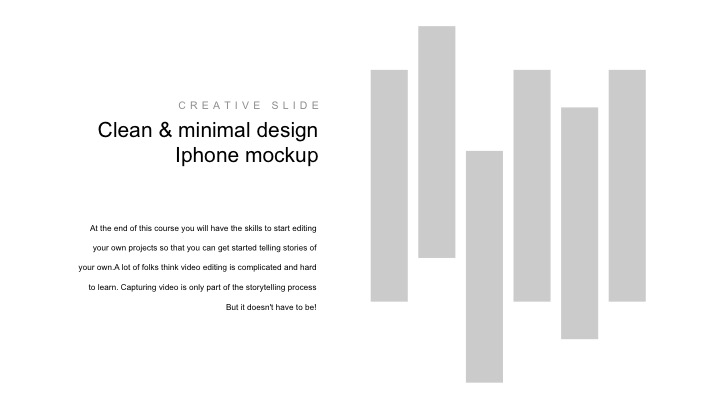 CREATIVE SLIDE
Clean & minimal design
Iphone mockup
At the end of this course you will have the skills to start editing
your own projects so that you can get started telling stories of
your own.A lot of folks think video editing is complicated and hard
to learn. Capturing video is only part of the storytelling process
But it doesn't have to be!